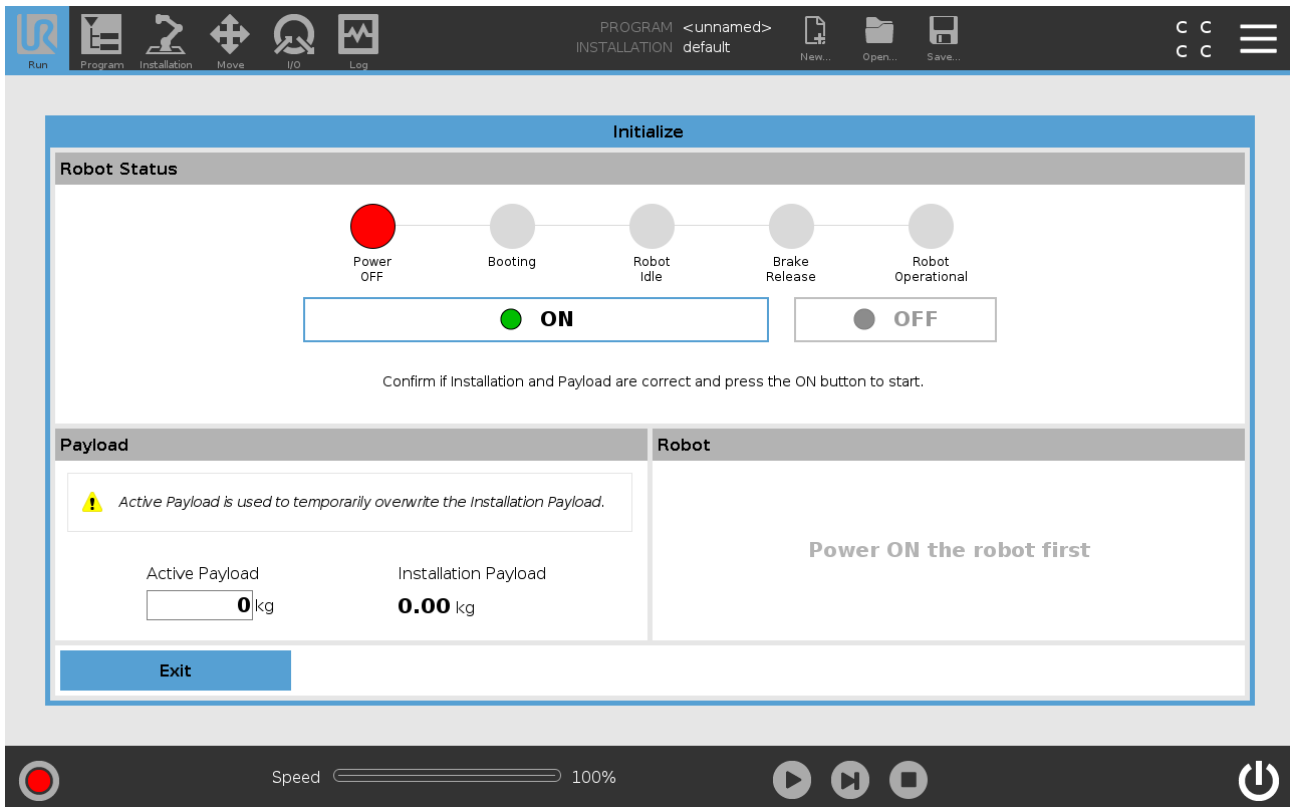 PROGRAM <unnamed>
INSTALLATION default
C C
C C
UR
Run
Program
Installation
Move
I/O
Log
New...
Open...
Save...
Initialize
Robot Status
Power
OFF
Booting
Robot
Idle
Brake
Release
Robot
Operational
ON
OFF
Confirm if Installation and Payload are correct and press the ON button to start.
Payload
Active Payload is used to temporarily overwrite the Installation Payload.
Active Payload
0 kg
Installation Payload
0.00 kg
Robot
Power ON the robot first
Exit
Speed 100%